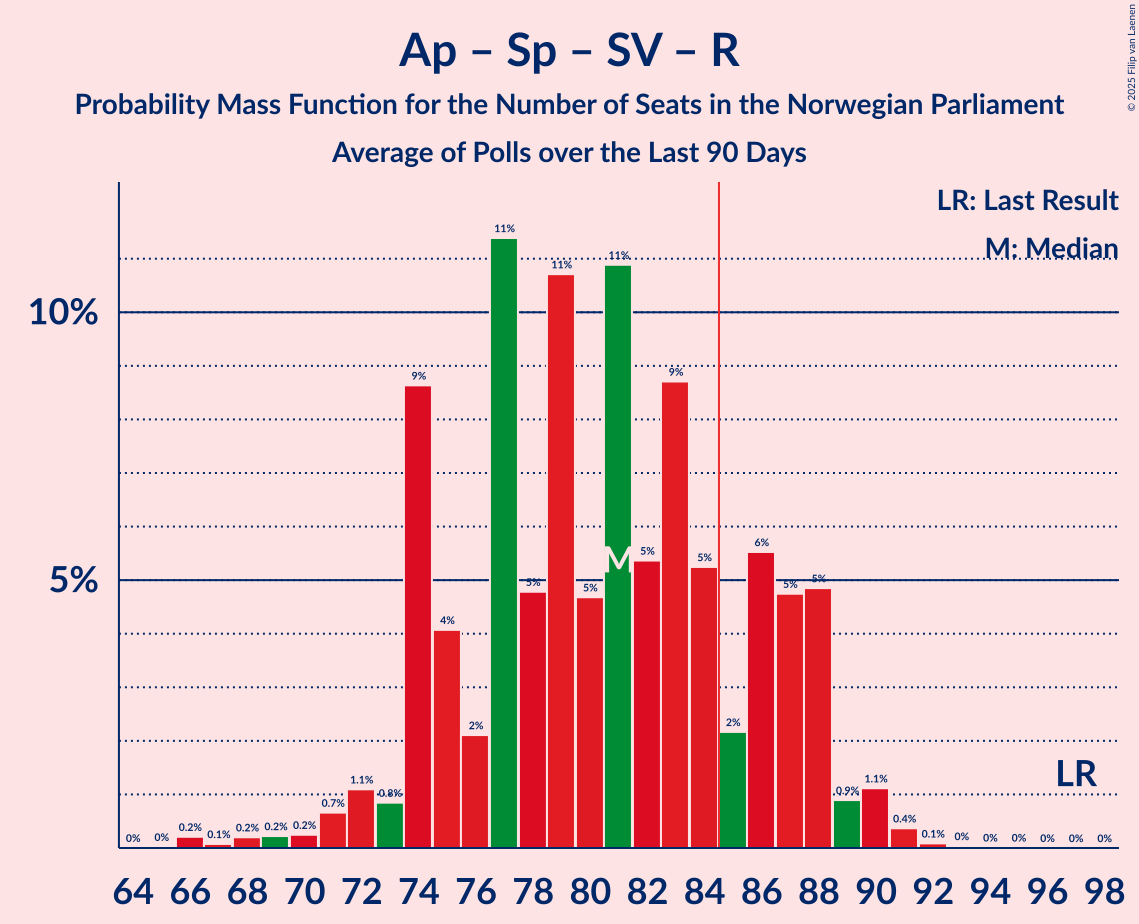 Ap – Sp – SV – R
Probability Mass Function for the Number of Seats in the Norwegian Parliament
Average of Polls over the Last 90 Days
© 2025 Filip van Laenen
LR: Last Result
M: Median
10%
5%
0% 0% 0.2% 0.1% 0.2% 0.2% 0.2% 0.7% 1.1% 0.8% 9% 4% 2% 11% 5% 11% 5% 11% 5% 9% 5% 2% 6% 5% 5% 0.9% 1.1% 0.4% 0.1% 0% 0% 0% 0% 0% 0%
M
LR
64 66 68 70 72 74 76 78 80 82 84 86 88 90 92 94 96 98